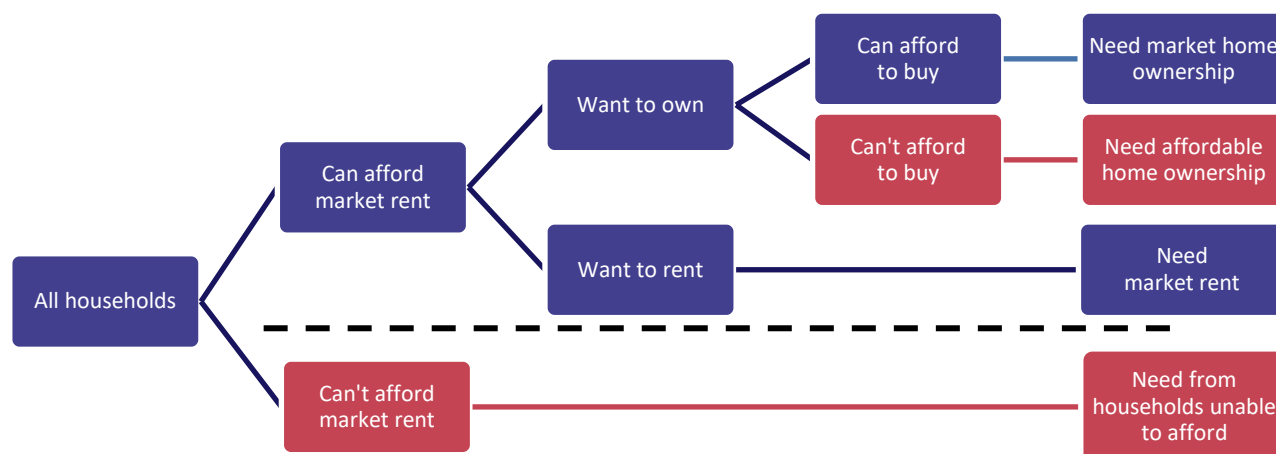 Can afford
to buy
Need market home
ownership
Want to own
Can't afford
to buy
Need affordable
home ownership
Can afford
market rent
Want to rent
Need
market rent
All households
Can't afford
market rent
Need from
households unable
to afford